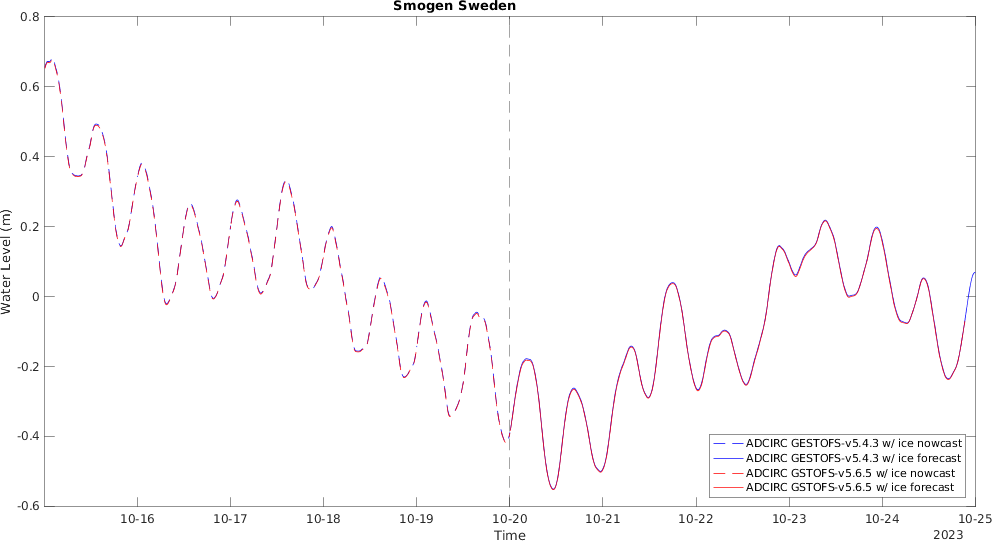 Smogen Sweden
Water Level (m)
0.8
0.6
0.4
0.2
0
-0.2
-0.4
-0.6
10-16
10-17
10-18
10-19
10-20
10-21
10-22
10-23
10-24
10-25
Time
2023
ADCIRC GESTOFS-v5.4.3 w/ ice nowcast
ADCIRC GESTOFS-v5.4.3 w/ ice forecast
ADCIRC GSTOFS-v5.6.5 w/ ice nowcast
ADCIRC GSTOFS-v5.6.5 w/ ice forecast